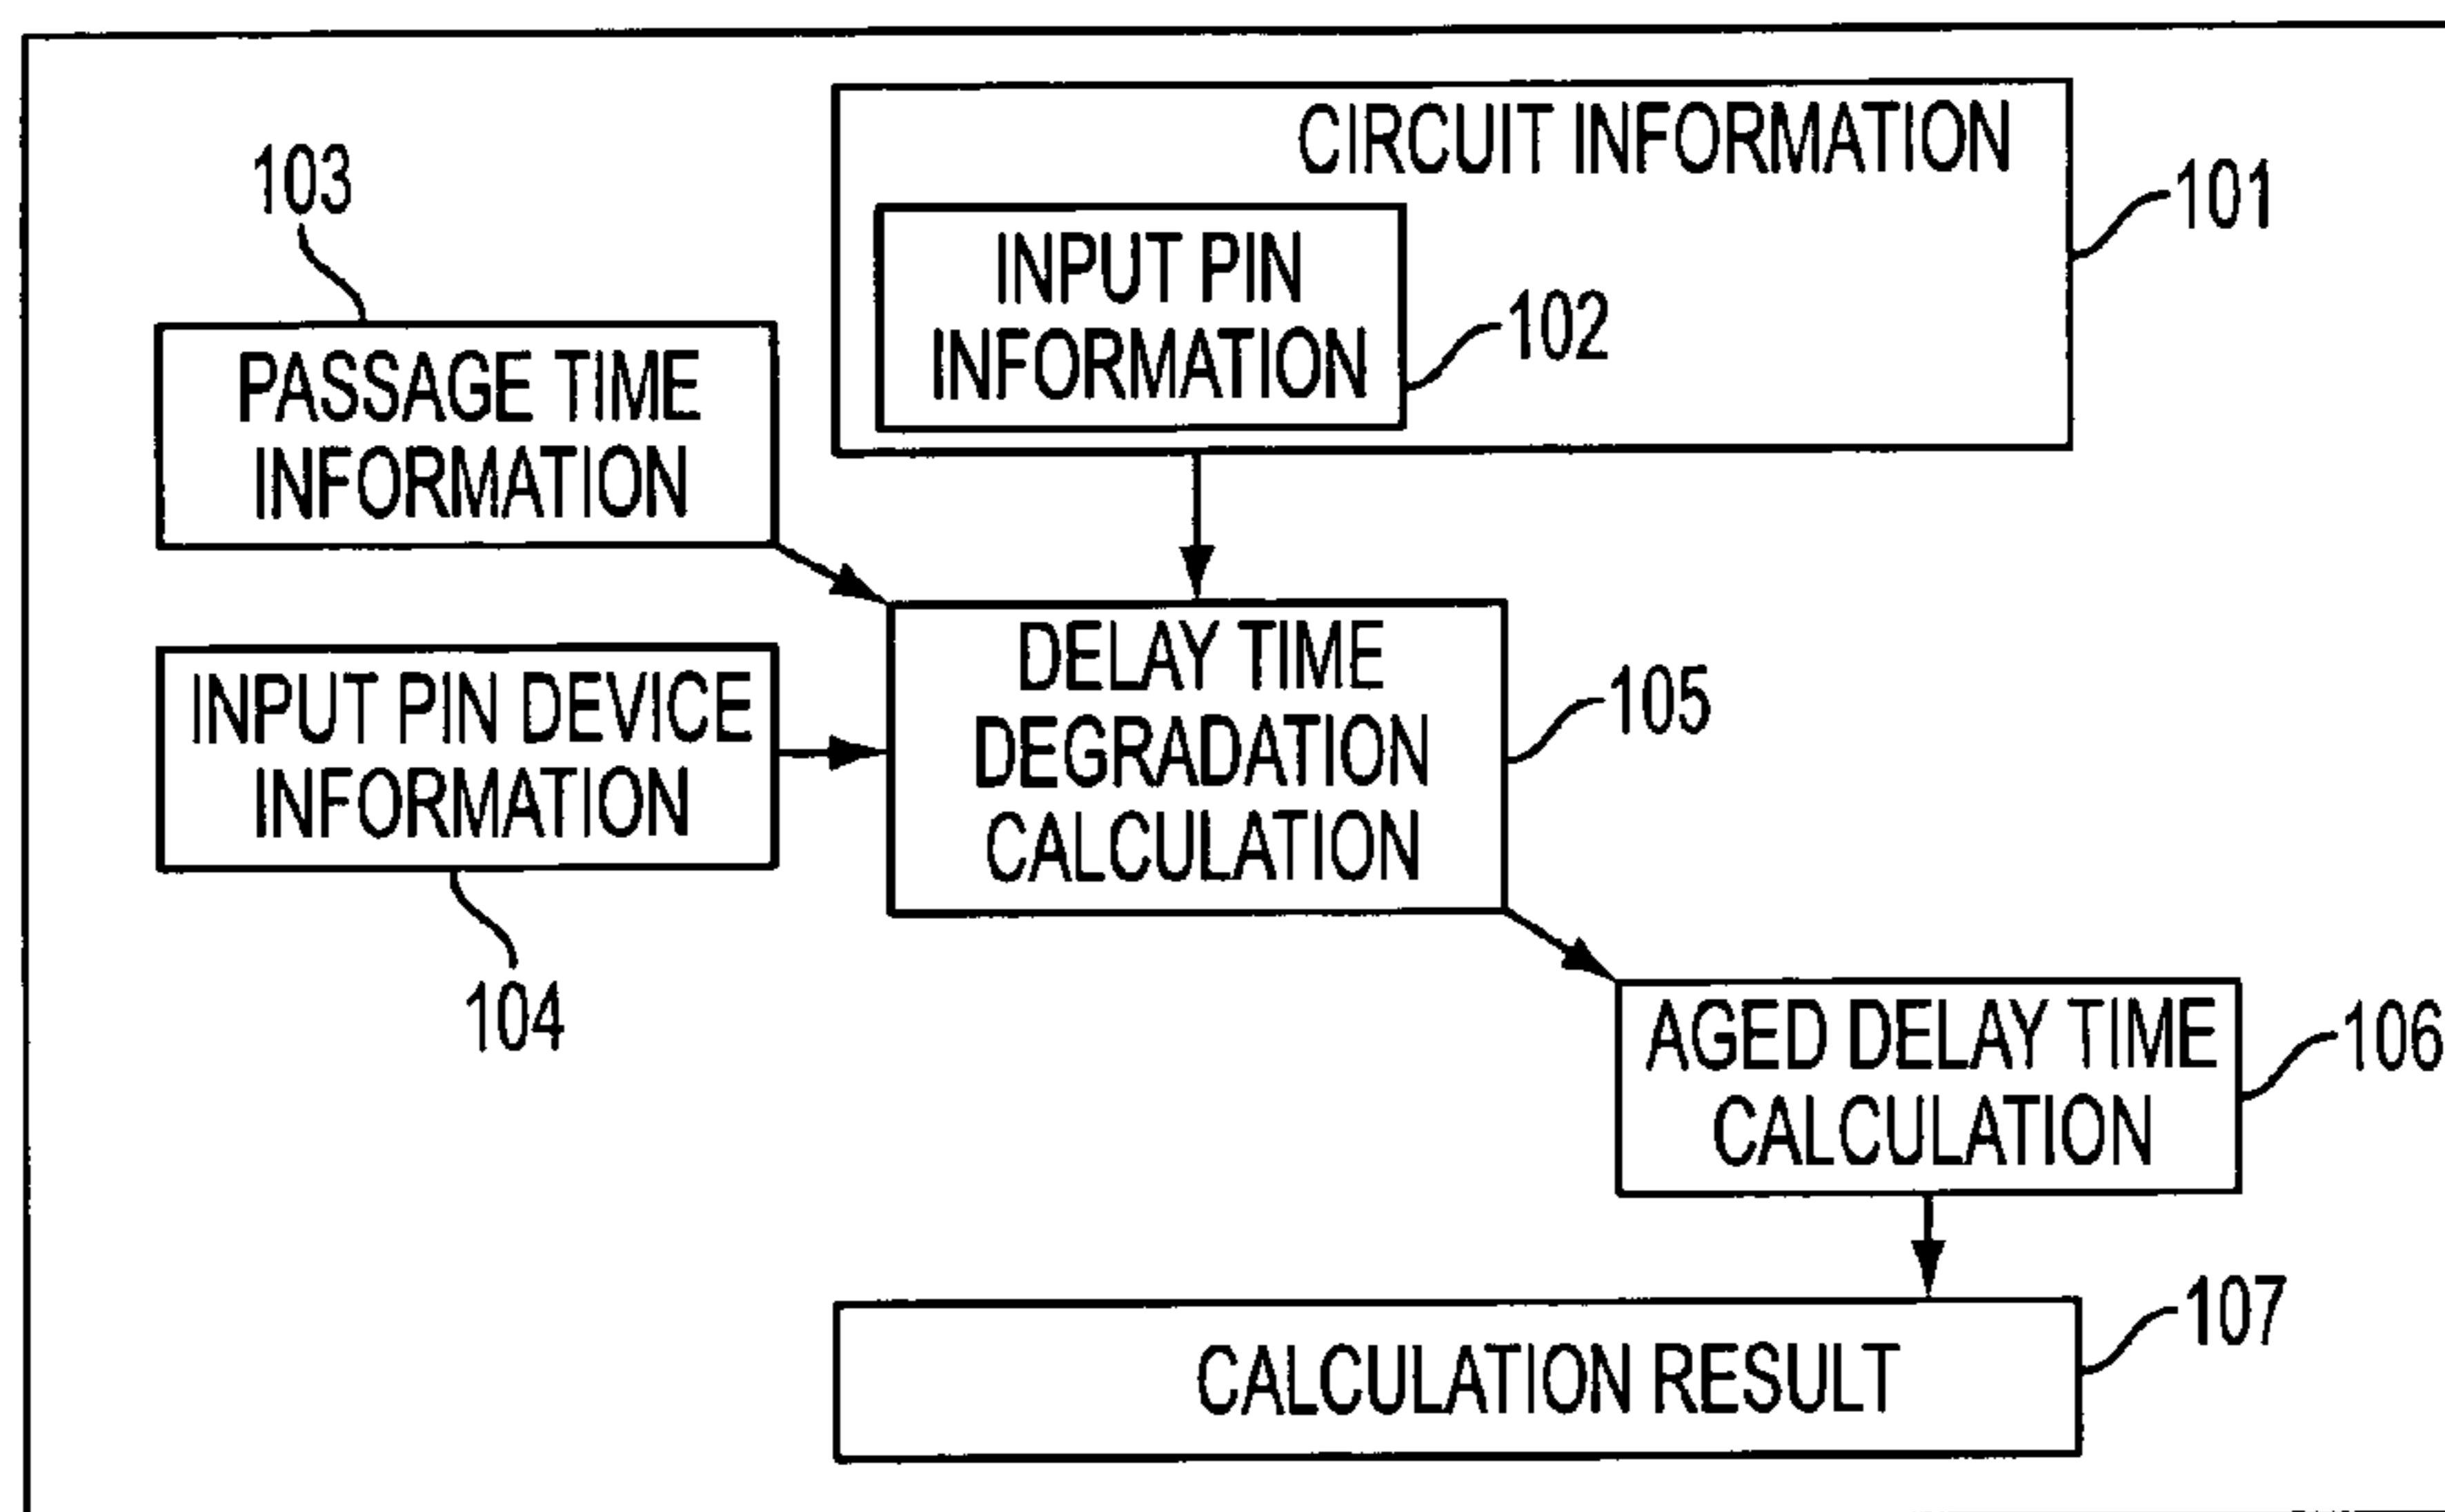 CIRCUIT INFORMATION
101
INPUT PIN
INFORMATION
102
103
PASSAGE TIME
INFORMATION
INPUT PIN DEVICE
INFORMATION
104
DELAY TIME
DEGRADATION
CALCULATION
105
AGED DELAY TIME
CALCULATION
106
CALCULATION RESULT
107